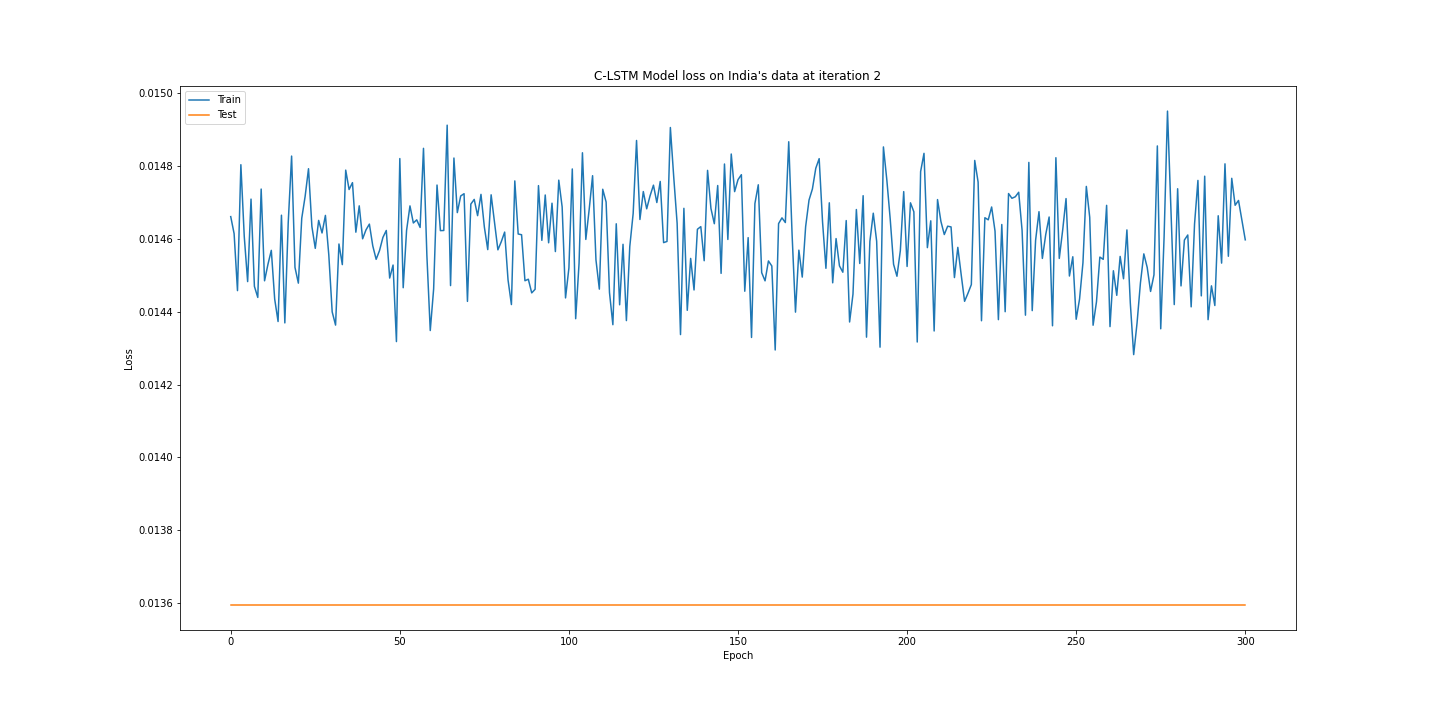 C-LSTM Model loss on India's data at iteration 2
Train
Test
0.0150
0.0148
0.0146
0.0144
0.0142
0.0140
0.0138
0.0136
Loss
0 50 100 150 200 250 300
Epoch